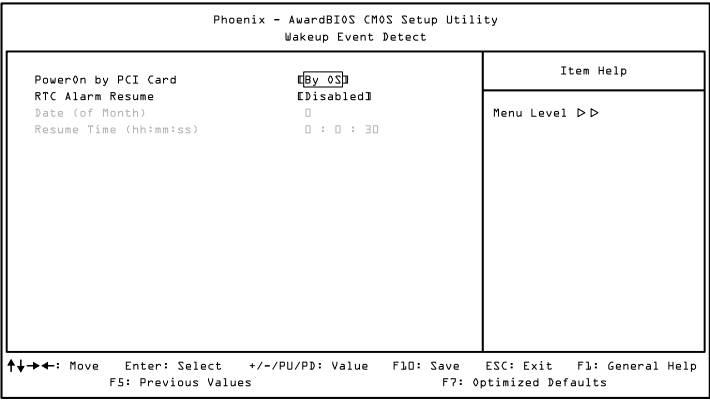 Phoenix - AwardBIOS CMOS Setup Utility
Wakeup Event Detect
PowerOn by PCI Card [By OS]
RTC Alarm Resume [Disabled]
Date (of Month) 0
Resume Time (hh:mm:ss) 0 : 0 : 30
Item Help
Menu Level ▷▷
↑↓→←: Move Enter: Select +/-/PU/PD: Value F10: Save ESC: Exit F1: General Help
F5: Previous Values F7: Optimized Defaults